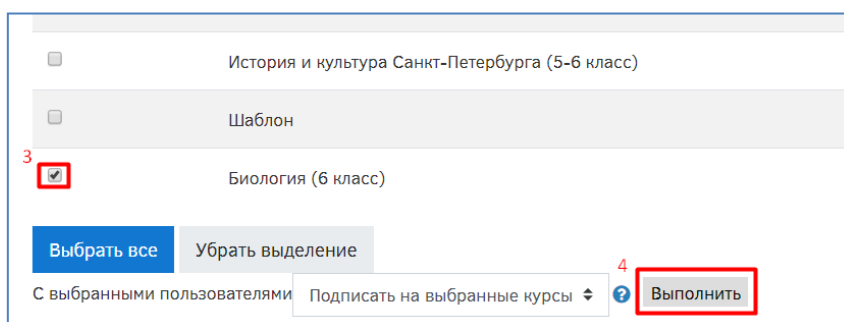 История и культура Санкт-Петербурга (5-6 класс)
Шаблон
3
Биология (6 класс)
Выбрать все Убрать выделение
4
С выбранными пользователями Подписать на выбранные курсы ? Выполнить